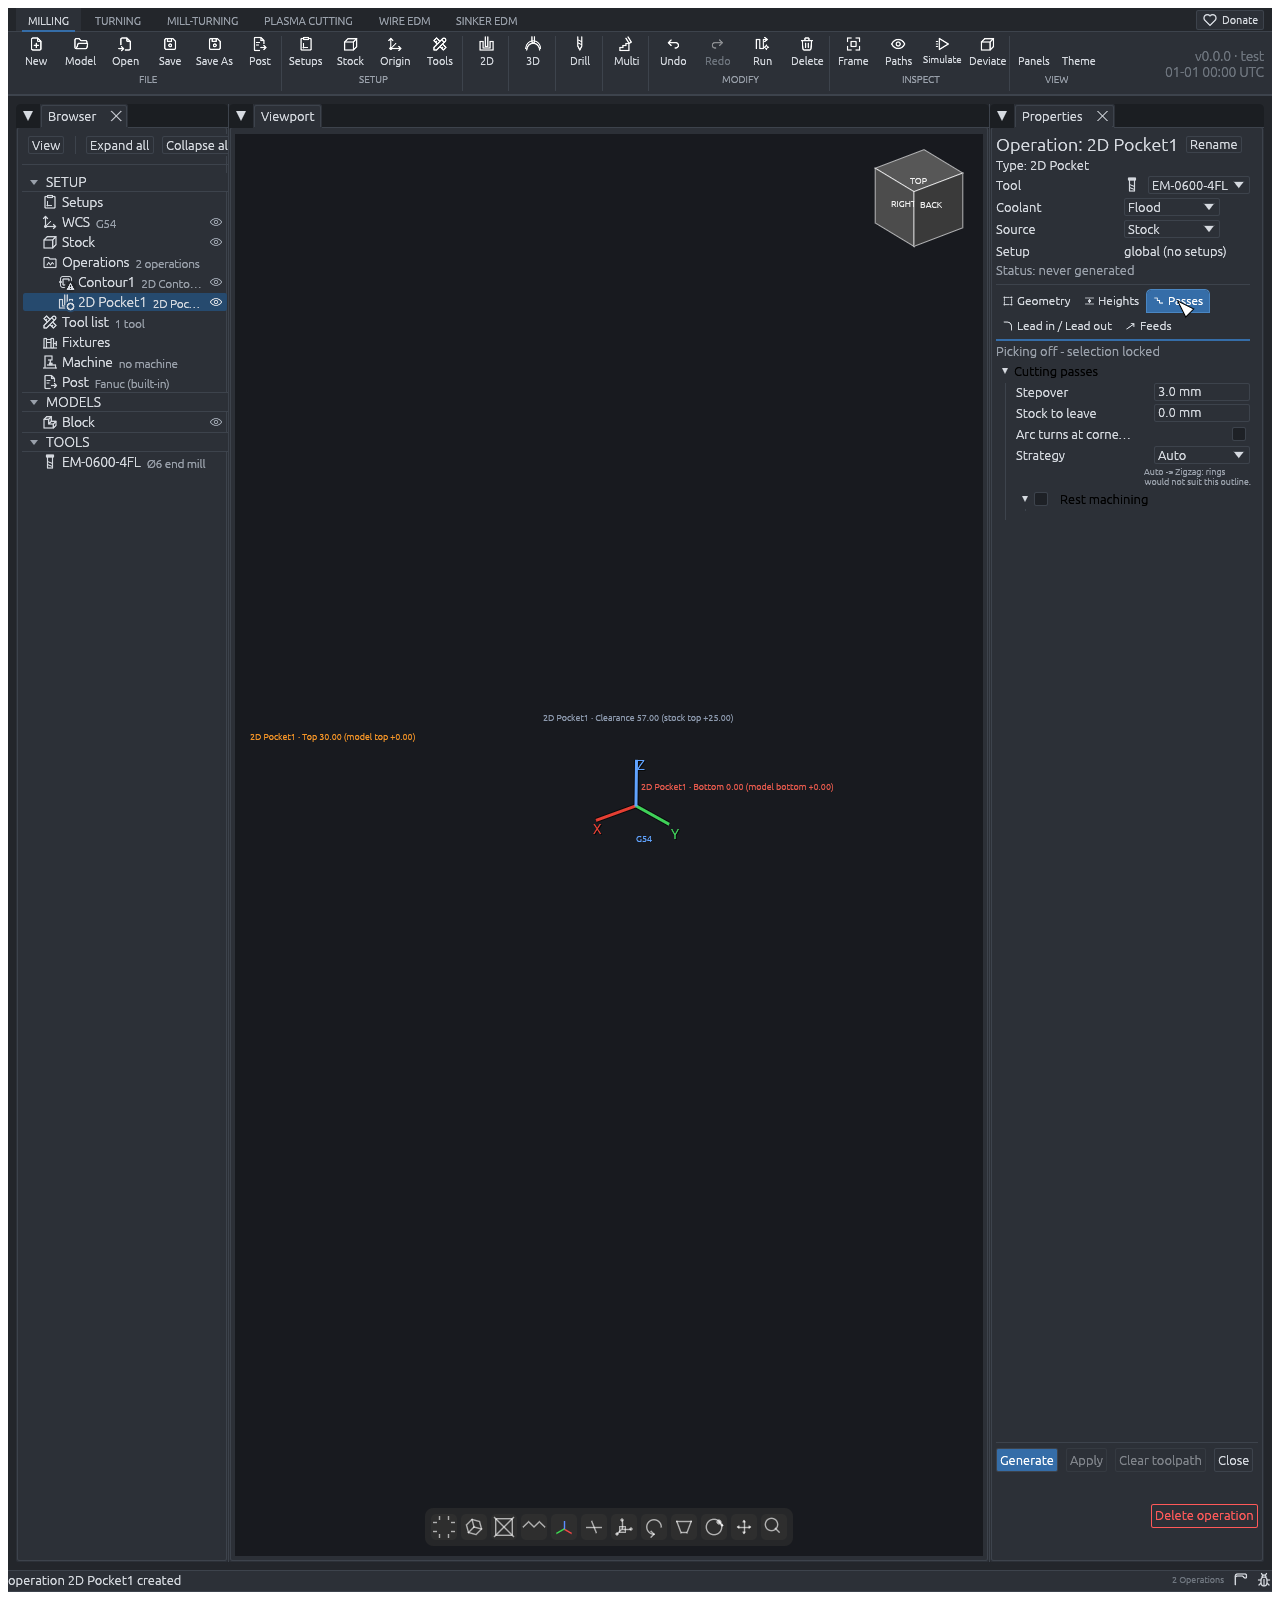 MILLING TURNING MILL-TURNING PLASMA CUTTING WIRE EDM SINKER EDM Donate
New Model Open Save Save As Post Setups Stock Origin Tools 2D 3D Drill Multi Undo Redo Run Delete Frame Paths Simulate Deviate Panels Theme
v0.0.0 · test
01-01 00:00 UTC
FILE SETUP MODIFY INSPECT VIEW
Browser
View Expand all Collapse al
SETUP
Setups
WCS G54
Stock
Operations 2 operations
Contour1 2D Conto...
2D Pocket1 2D Poc...
Tool list 1 tool
Fixtures
Machine no machine
Post Fanuc (built-in)
MODELS
Block
TOOLS
EM-0600-4FL Ø6 end mill
Viewport
TOP
RIGHT BACK
2D Pocket1 · Clearance 57.00 (stock top +25.00)
2D Pocket1 · Top 30.00 (model top +0.00)
Z
2D Pocket1 · Bottom 0.00 (model bottom +0.00)
X Y
G54
Properties
Operation: 2D Pocket1 Rename
Type: 2D Pocket
Tool EM-0600-4FL
Coolant Flood
Source Stock
Setup global (no setups)
Status: never generated
Geometry Heights Passes
Lead in / Lead out Feeds
Picking off - selection locked
Cutting passes
Stepover 3.0 mm
Stock to leave 0.0 mm
Arc turns at corne...
Strategy Auto
Auto -> Zigzag: rings
would not suit this outline.
Rest machining
Generate Apply Clear toolpath Close
Delete operation
operation 2D Pocket1 created 2 Operations